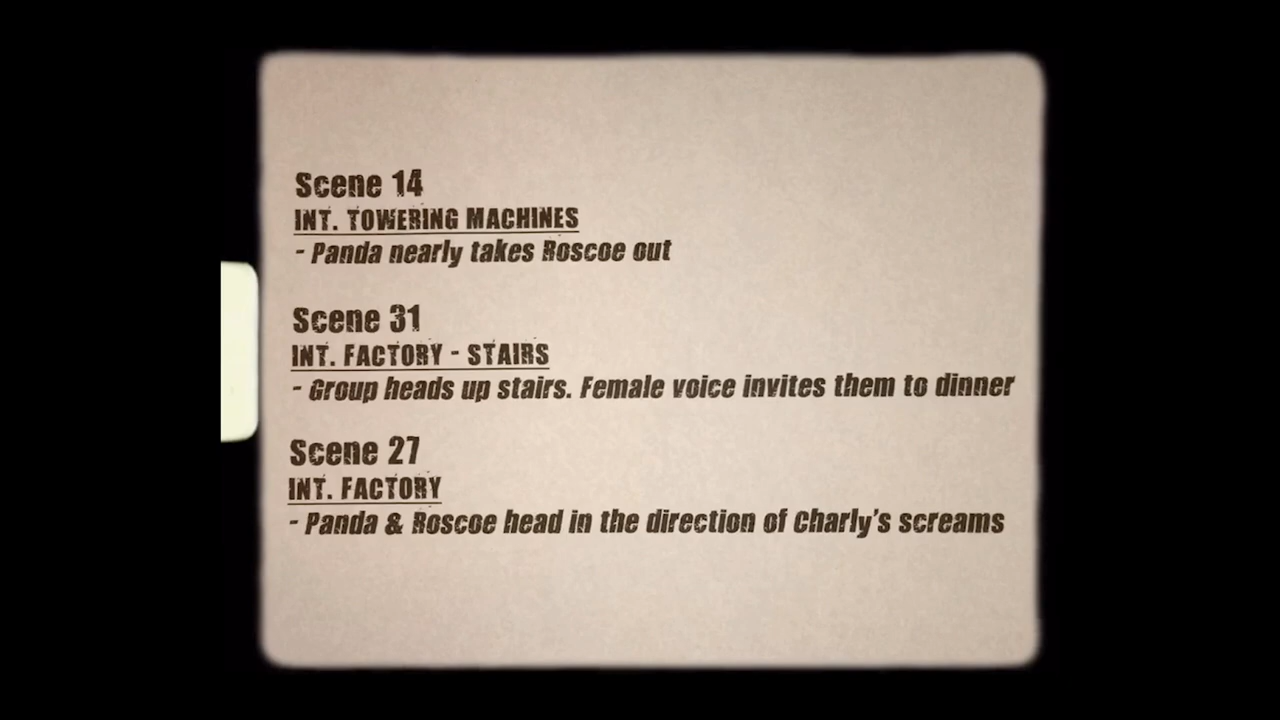 Scene 14
INT. TOWERING MACHINES
- Panda nearly takes Roscoe out
Scene 31
INT. FACTORY - STAIRS
- Group heads up stairs. Female voice invites them to dinner
Scene 27
INT. FACTORY
- Panda & Roscoe head in the direction of Charly's screams